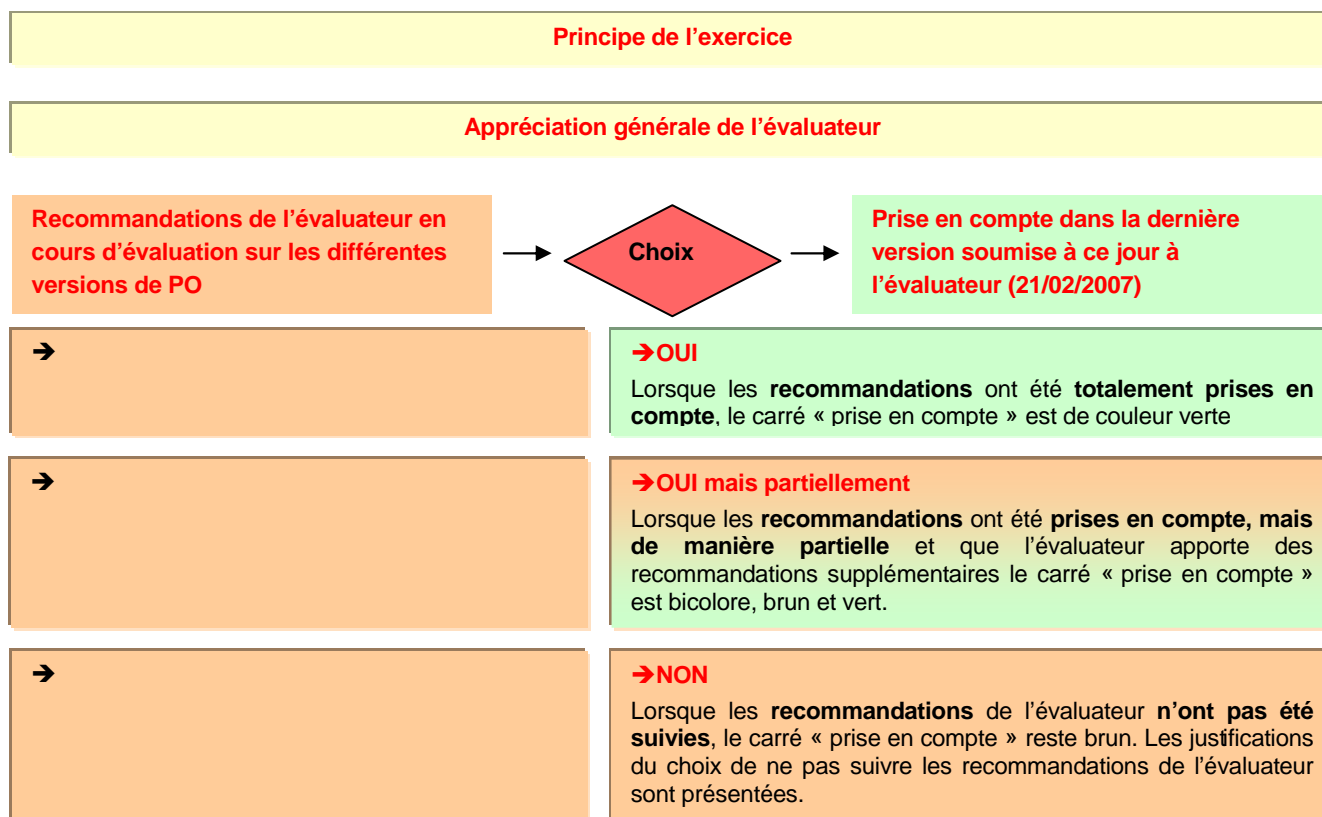 Principe de l’exercice
Appréciation générale de l’évaluateur
Recommandations de l’évaluateur en
cours d’évaluation sur les différentes
versions de PO
Choix
Prise en compte dans la dernière
version soumise à ce jour à
l’évaluateur (21/02/2007)
➔
➔OUI
Lorsque les recommandations ont été totalement prises en
compte, le carré « prise en compte » est de couleur verte
➔
➔OUI mais partiellement
Lorsque les recommandations ont été prises en compte, mais
de manière partielle et que l’évaluateur apporte des
recommandations supplémentaires le carré « prise en compte »
est bicolore, brun et vert.
➔
➔NON
Lorsque les recommandations de l’évaluateur n’ont pas été
suivies, le carré « prise en compte » reste brun. Les justifications
du choix de ne pas suivre les recommandations de l’évaluateur
sont présentées.